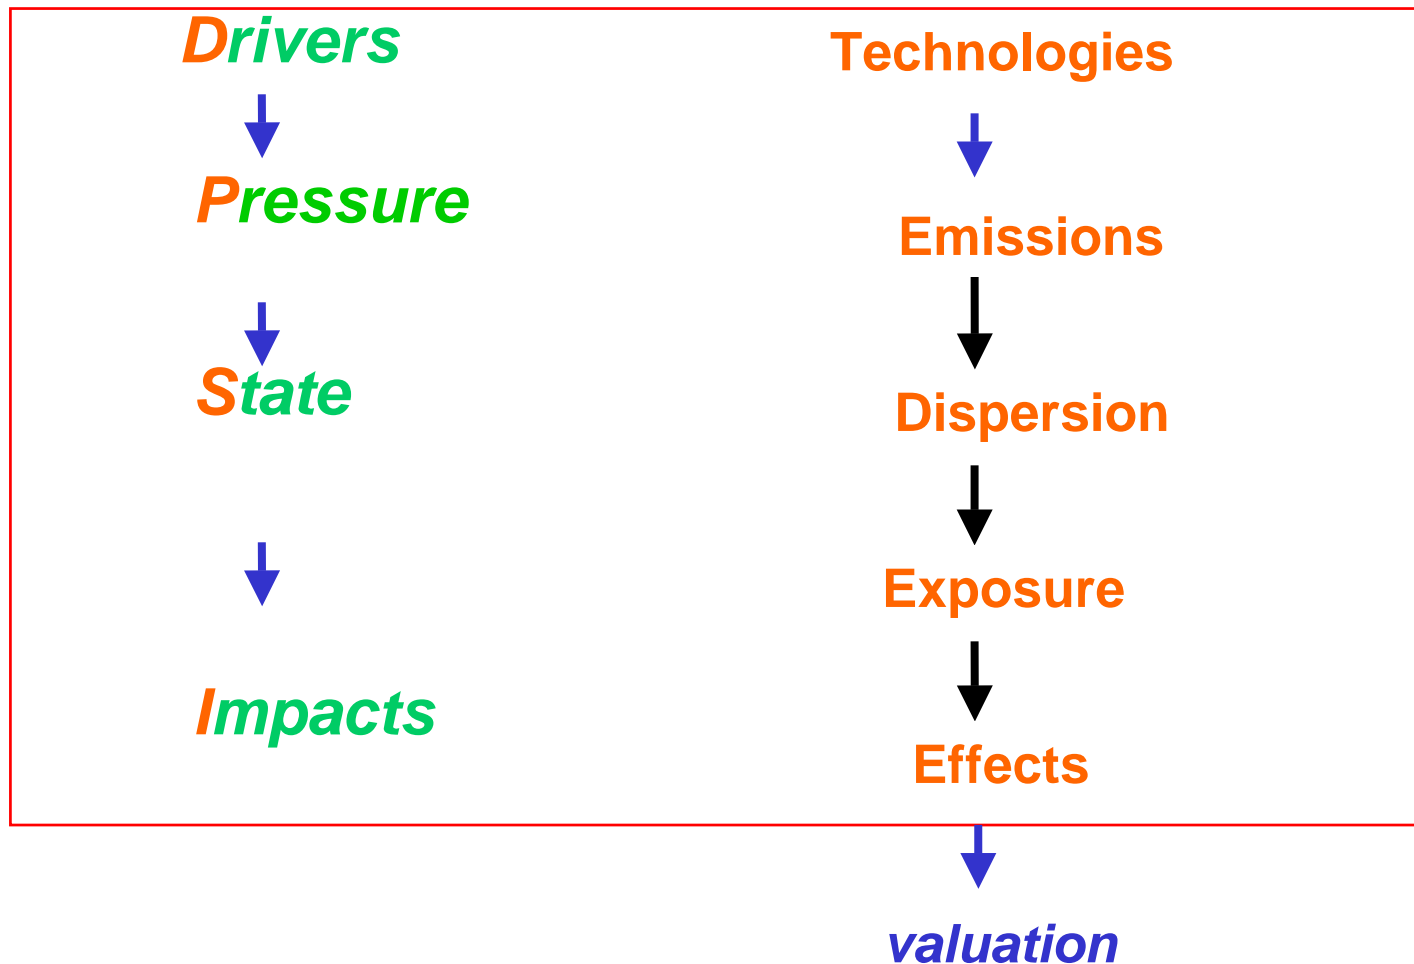 Drivers
Technologies
Pressure
Emissions
State
Dispersion
Exposure
Impacts
Effects
valuation